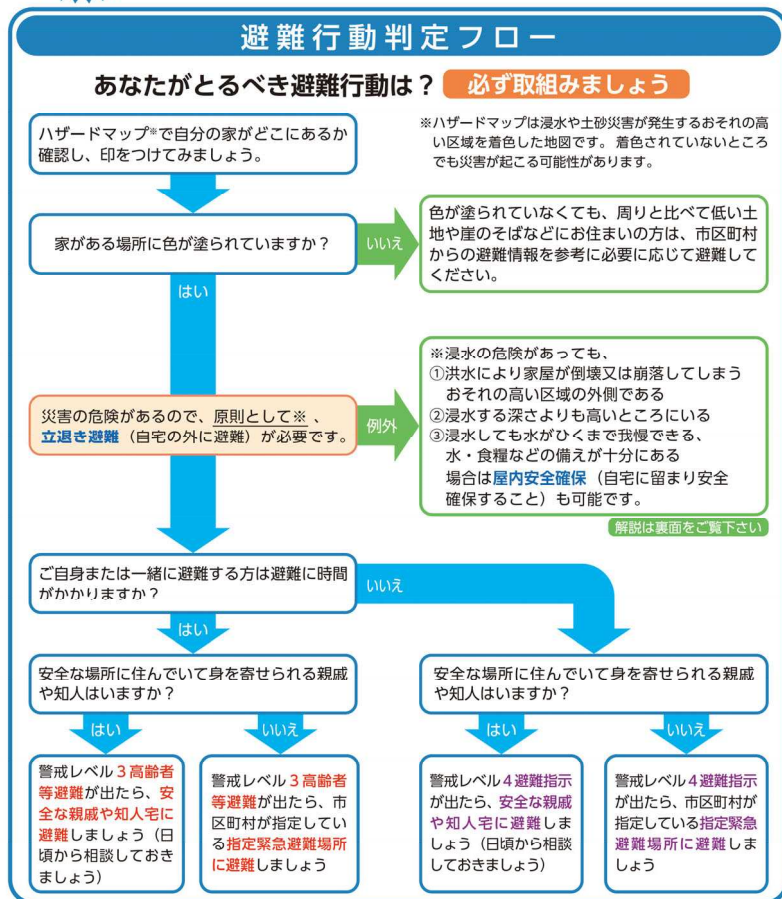 避難行動判定フロー
あなたがとるべき避難行動は？ 必ず取組みましょう
ハザードマップ※で自分の家がどこにあるか
確認し、印をつけてみましょう。
※ハザードマップは浸水や土砂災害が発生するおそれの高
い区域を着色した地図です。着色されていないところ
でも災害が起こる可能性があります。
家がある場所に色が塗られていますか？
いいえ
色が塗られていなくても、周りと比べて低い土
地や崖のそばなどにお住まいの方は、市区町村
からの避難情報を参考に必要に応じて避難して
ください。
はい
災害の危険があるので、原則として※、
立退き避難（自宅の外に避難）が必要です。
例外
※浸水の危険があっても、
①洪水により家屋が倒壊又は崩落してしまう
おそれの高い区域の外側である
②浸水する深さよりも高いところにいる
③浸水しても水がひくまで我慢できる、
水・食糧などの備えが十分にある
場合は屋内安全確保（自宅に留まり安全
確保すること）も可能です。
解説は裏面をご覧下さい
ご自身または一緒に避難する方は避難に時間
がかかりますか？
いいえ
はい
安全な場所に住んでいて身を寄せられる親戚
や知人はいますか？
はい
いいえ
警戒レベル３高齢者
等避難が出たら、安
全な親戚や知人宅に
避難しましょう（日
頃から相談しておき
ましょう）
警戒レベル３高齢者
等避難が出たら、市
区町村が指定してい
る指定緊急避難場所
に避難しましょう
安全な場所に住んでいて身を寄せられる親戚
や知人はいますか？
はい
いいえ
警戒レベル４避難指示
が出たら、安全な親戚
や知人宅に避難しま
しょう（日頃から相談
しておきましょう）
警戒レベル４避難指示
が出たら、市区町村が
指定している指定緊急
避難場所に避難しま
しょう